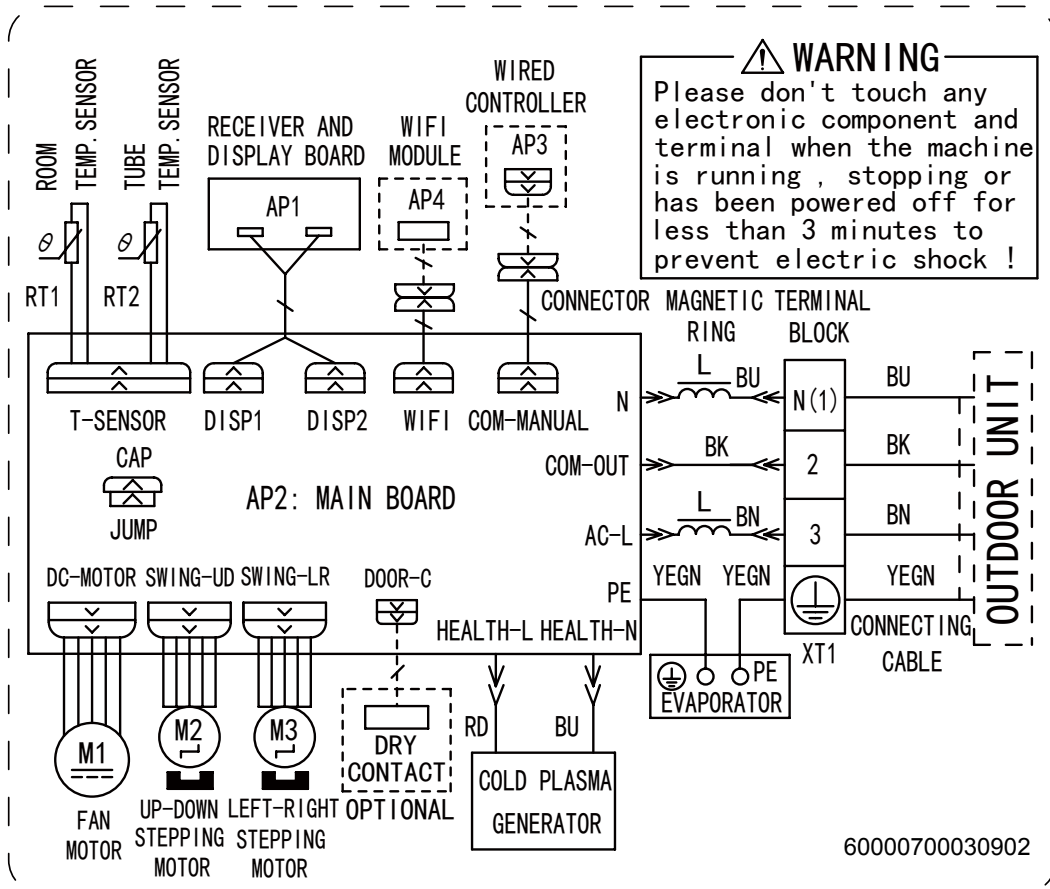 ROOM
TEMP. SENSOR
TUBE
TEMP. SENSOR
RECEIVER AND
DISPLAY BOARD
WIFI
MODULE
WIRED
CONTROLLER
AP1
AP4
AP3
θ
RT1
θ
RT2
WARNING
Please don't touch any
electronic component and
terminal when the machine
is running , stopping or
has been powered off for
less than 3 minutes to
prevent electric shock !
CONNECTOR
MAGNETIC
RING
TERMINAL
BLOCK
T-SENSOR
DISP1
DISP2
WIFI
COM-MANUAL
CAP
JUMP
AP2: MAIN BOARD
N
L
BU
N(1)
BU
COM-OUT
BK
2
BK
AC-L
L
BN
3
BN
PE
YEGN
YEGN
YEGN
XT1
CONNECTING
CABLE
OUTDOOR UNIT
PE
EVAPORATOR
DC-MOTOR
SWING-UD
SWING-LR
DOOR-C
HEALTH-L
HEALTH-N
M1
M2
M3
FAN
MOTOR
UP-DOWN
STEPPING
MOTOR
LEFT-RIGHT
STEPPING
MOTOR
DRY
CONTACT
OPTIONAL
RD
BU
COLD PLASMA
GENERATOR
60000700030902